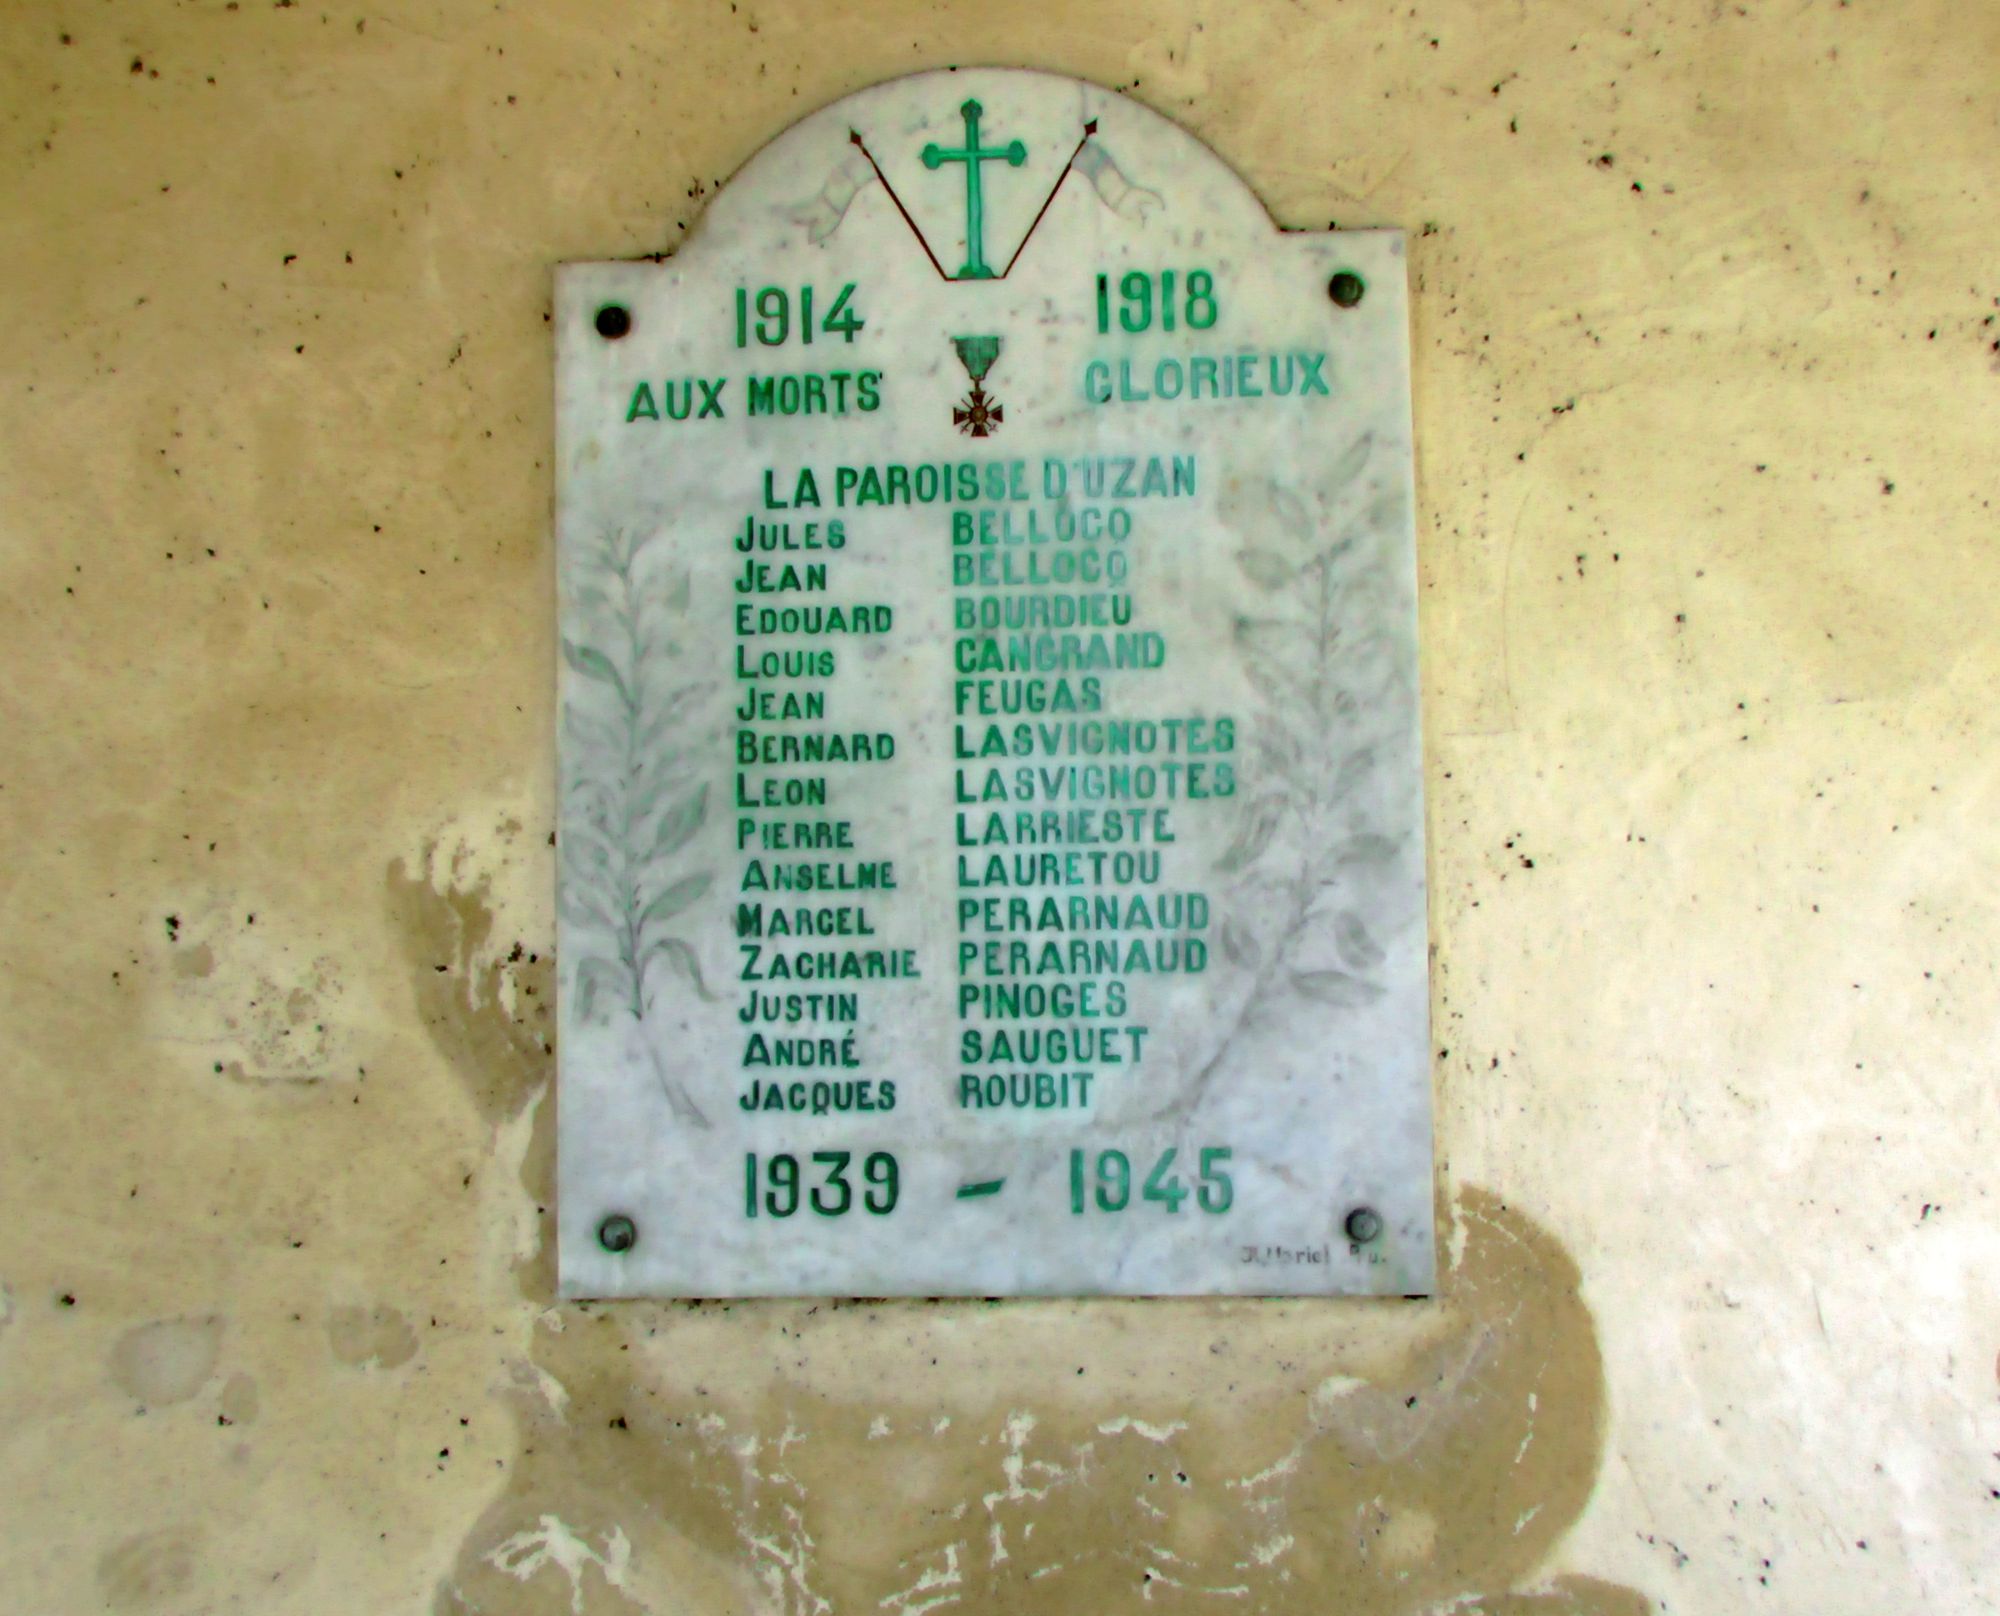 1914 1918
AUX MORTS GLORIEUX
LA PAROISSE D'UZAN
JULES BELLOCQ
JEAN BELLOCQ
EDOUARD BOURDIEU
LOUIS CANGRAND
JEAN FEUGAS
BERNARD LASVIGNOTES
LEON LASVIGNOTES
PIERRE LARRIESTE
ANSELME LAURETOU
MARCEL PERARNAUD
ZACHARIE PERARNAUD
JUSTIN PINOGES
ANDRÉ SAUGUET
JACQUES ROUBIT
1939 - 1945